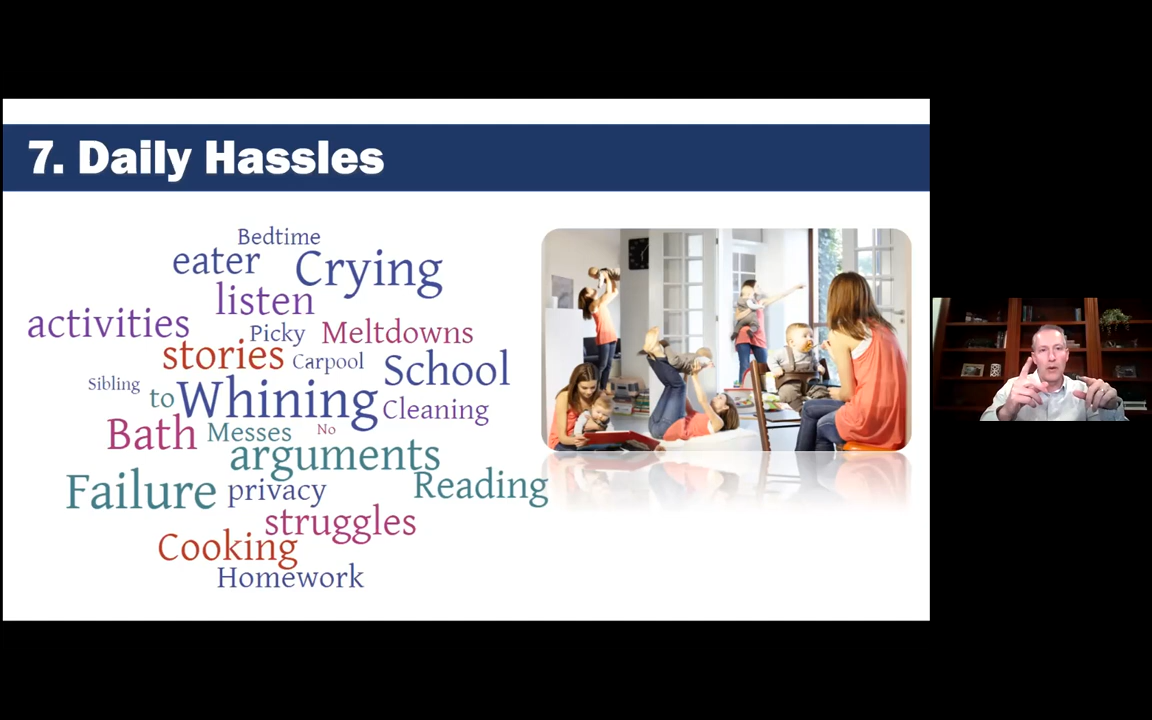 7. Daily Hassles
Bedtime
eater Crying
listen
activities Picky Meltdowns
stories Carpool School
Sibling to Whining Cleaning
Bath Messes No
arguments
Failure privacy Reading
struggles
Cooking
Homework